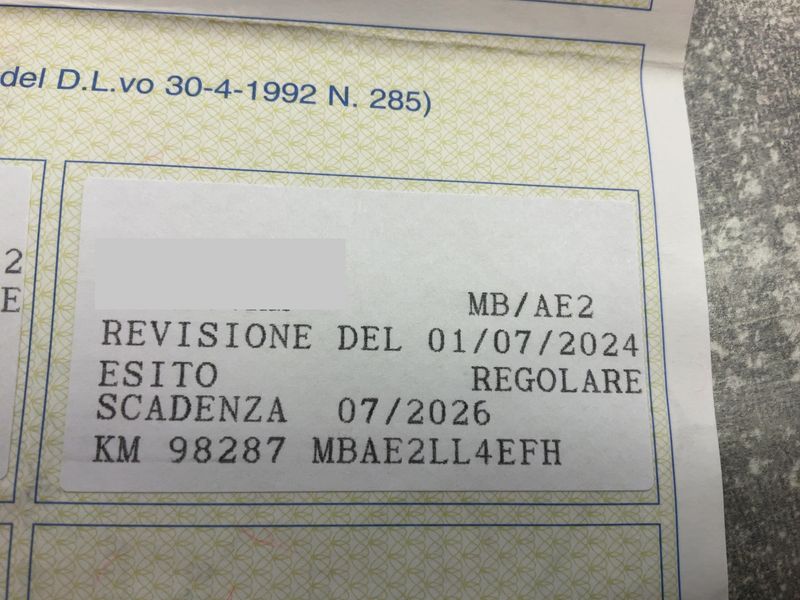 del D.L.vo 30-4-1992 N. 285)
2
E
MB/AE2
REVISIONE DEL 01/07/2024
ESITO REGOLARE
SCADENZA 07/2026
KM 98287 MBAE2LL4EFH